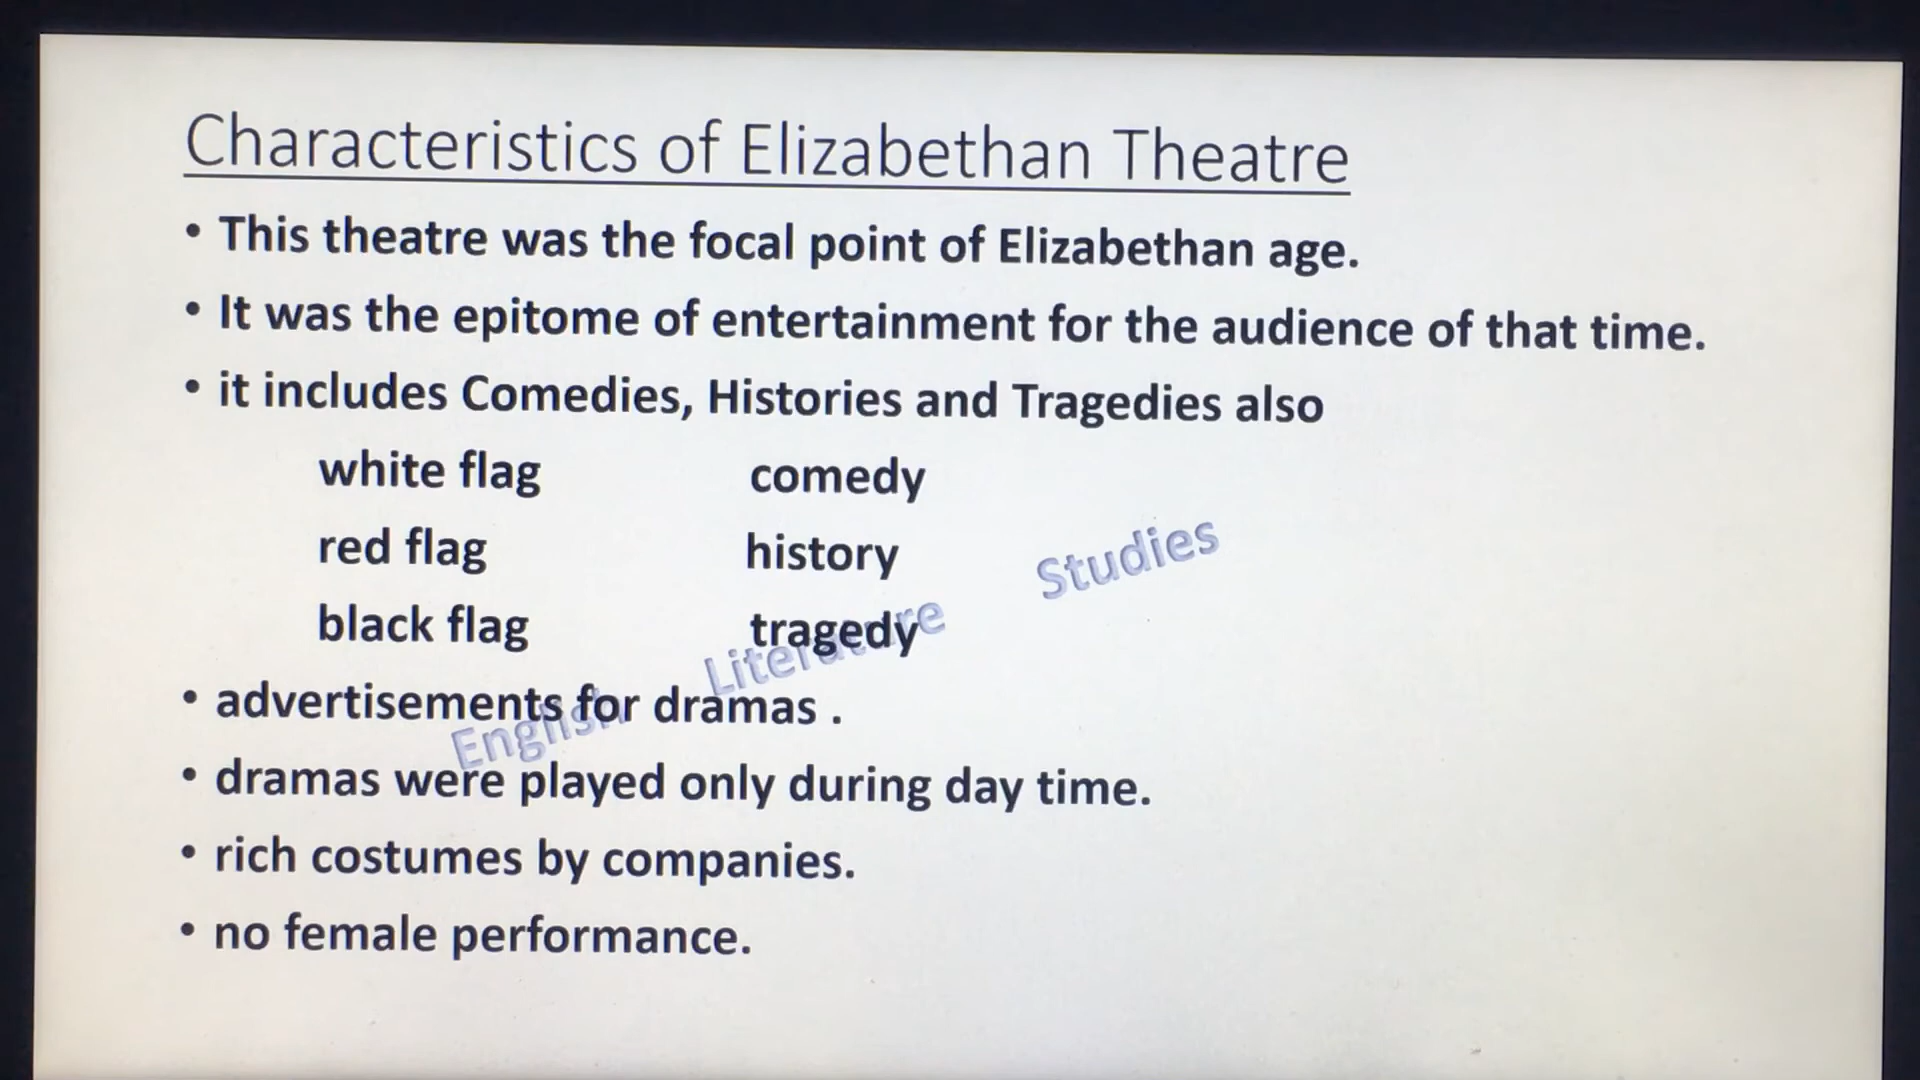 Characteristics of Elizabethan Theatre
• This theatre was the focal point of Elizabethan age.
• It was the epitome of entertainment for the audience of that time.
• it includes Comedies, Histories and Tragedies also
white flag comedy
red flag history
black flag tragedy
• advertisements for dramas .
• dramas were played only during day time.
• rich costumes by companies.
• no female performance.
English Literature Studies